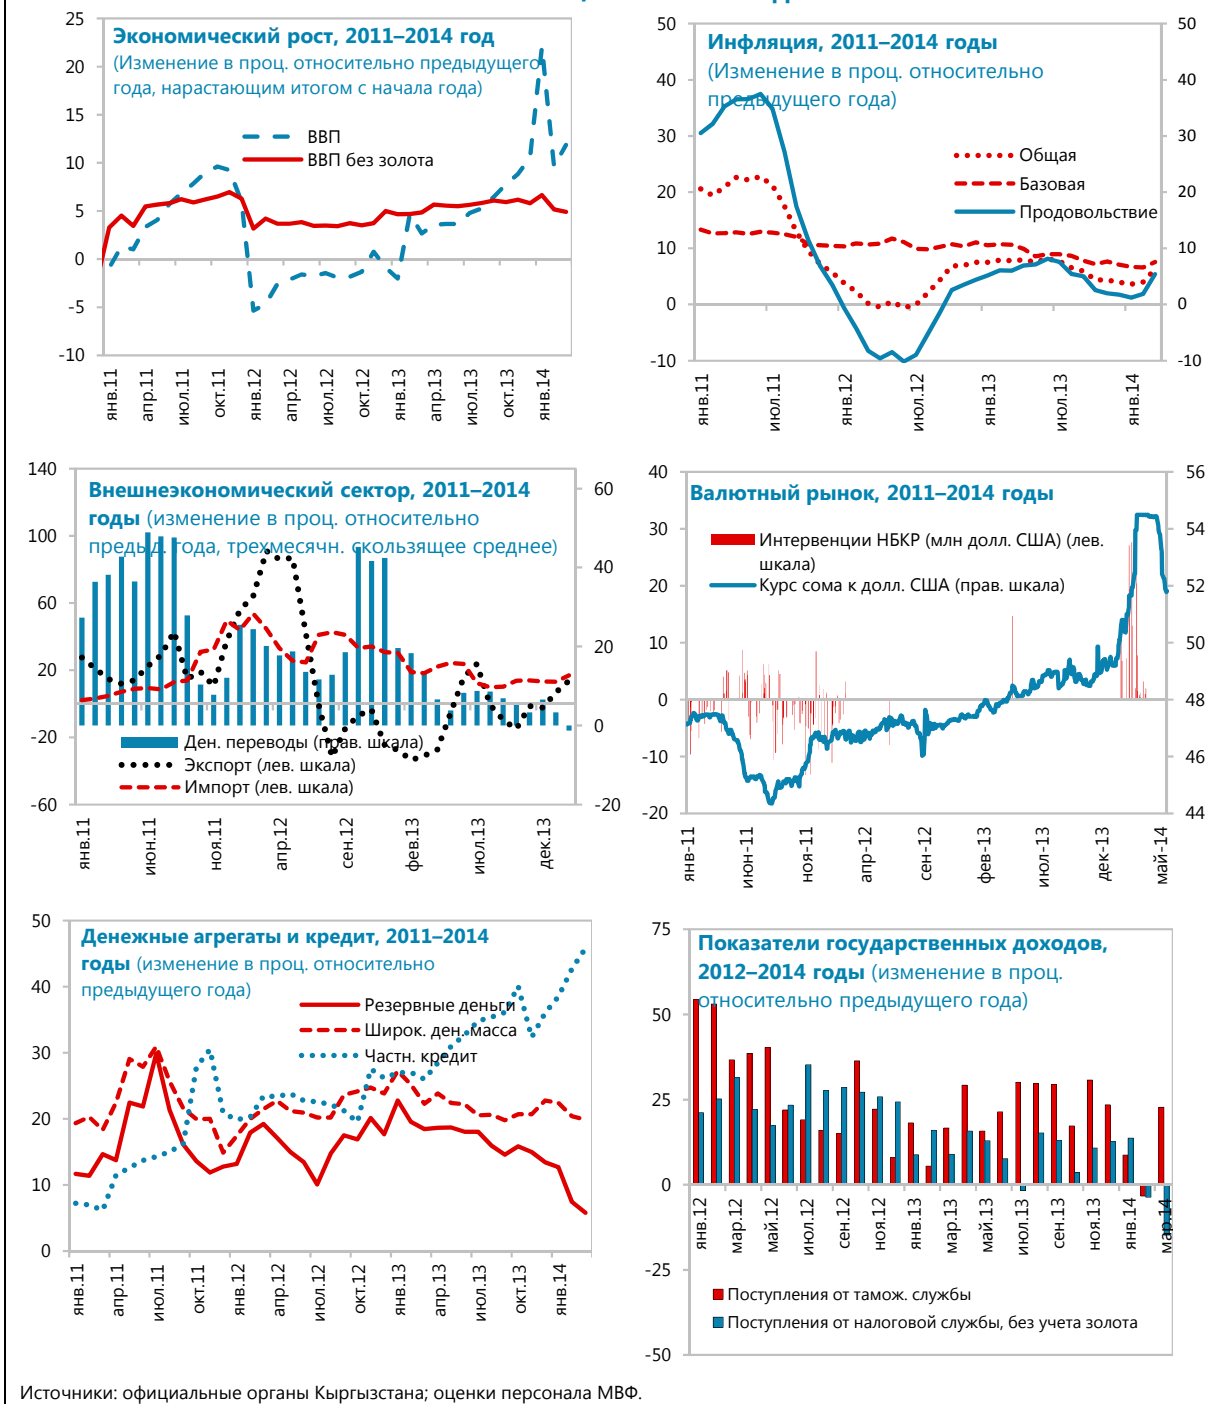 Экономический рост, 2011–2014 год
(Изменение в проц. относительно предыдущего
года, нарастающим итогом с начала года)
ВВП
ВВП без золота
25
20
15
10
5
0
-5
-10
янв.11
апр.11
июл.11
окт.11
янв.12
апр.12
июл.12
окт.12
янв.13
апр.13
июл.13
окт.13
янв.14
Инфляция, 2011–2014 годы
(Изменение в проц. относительно
предыдущего года)
Общая
Базовая
Продовольствие
50
40
30
20
10
0
-10
50
40
30
20
10
0
-10
янв.11
июл.11
янв.12
июл.12
янв.13
июл.13
янв.14
Внешнеэкономический сектор, 2011–2014
годы (изменение в проц. относительно
предыд. года, трехмесячн. скользящее среднее)
140
100
60
20
-20
-60
60
40
20
0
-20
Ден. переводы (прав. шкала)
Экспорт (лев. шкала)
Импорт (лев. шкала)
янв.11
июн.11
ноя.11
апр.12
сен.12
фев.13
июл.13
дек.13
Валютный рынок, 2011–2014 годы
Интервенции НБКР (млн долл. США) (лев.
шкала)
Курс сома к долл. США (прав. шкала)
40
30
20
10
0
-10
-20
56
54
52
50
48
46
44
янв-11
июн-11
ноя-11
апр-12
сен-12
фев-13
июл-13
дек-13
май-14
Денежные агрегаты и кредит, 2011–2014
годы (изменение в проц. относительно
предыдущего года)
Резервные деньги
Широк. ден. масса
Частн. кредит
50
40
30
20
10
0
янв.11
апр.11
июл.11
окт.11
янв.12
апр.12
июл.12
окт.12
янв.13
апр.13
июл.13
окт.13
янв.14
Показатели государственных доходов,
2012–2014 годы (изменение в проц.
относительно предыдущего года)
75
50
25
0
-25
-50
янв.12
мар.12
май.12
июл.12
сен.12
ноя.12
янв.13
мар.13
май.13
июл.13
сен.13
ноя.13
янв.14
мар.14
Поступления от тамож. службы
Поступления от налоговой службы, без учета золота
Источники: официальные органы Кыргызстана; оценки персонала МВФ.